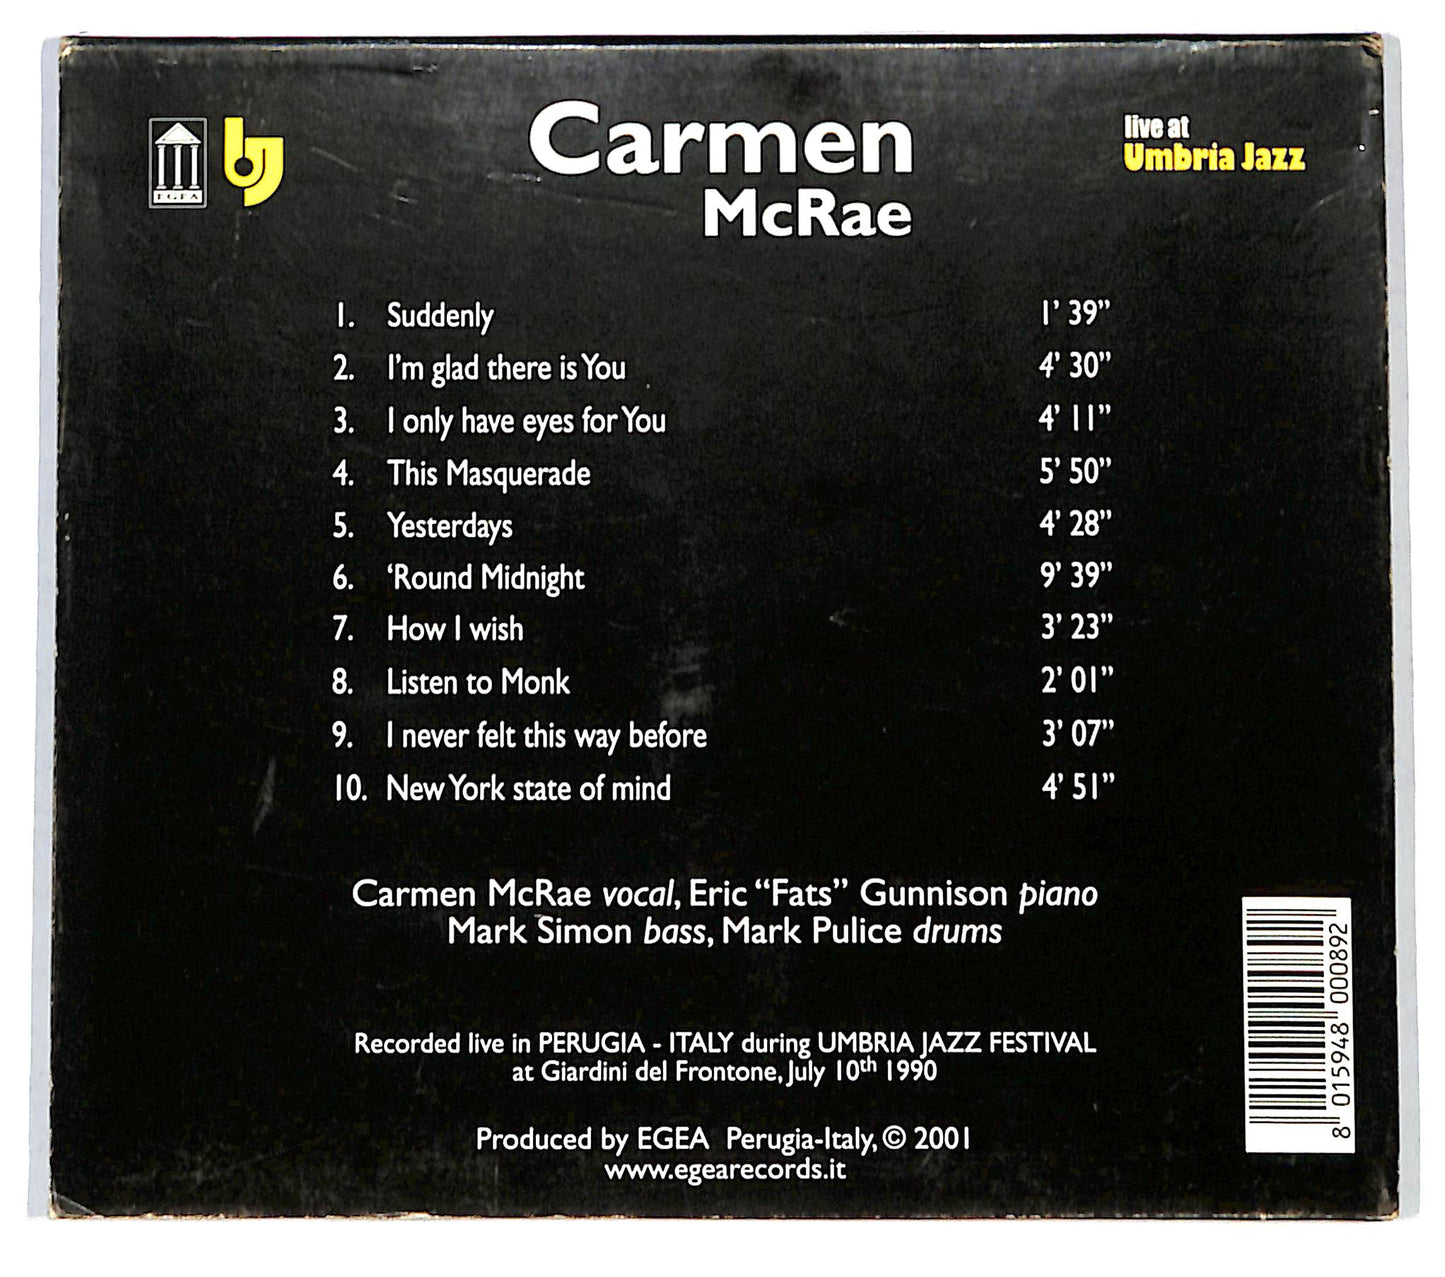 EGEA
Carmen
McRae
live at
Umbria Jazz
1. Suddenly 1' 39"
2. I'm glad there is You 4' 30"
3. I only have eyes for You 4' 11"
4. This Masquerade 5' 50"
5. Yesterdays 4' 28"
6. ‘Round Midnight 9' 39"
7. How I wish 3' 23"
8. Listen to Monk 2' 01"
9. I never felt this way before 3' 07"
10. New York state of mind 4' 51"
Carmen McRae vocal, Eric “Fats” Gunnison piano
Mark Simon bass, Mark Pulice drums
Recorded live in PERUGIA - ITALY during UMBRIA JAZZ FESTIVAL
at Giardini del Frontone, July 10th 1990
Produced by EGEA Perugia-Italy, © 2001
www.egearecords.it
8 015948 000892